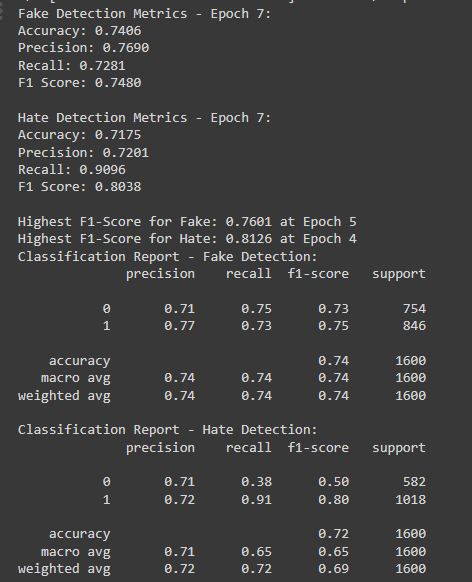 Fake Detection Metrics - Epoch 7:
Accuracy: 0.7406
Precision: 0.7690
Recall: 0.7281
F1 Score: 0.7480
Hate Detection Metrics - Epoch 7:
Accuracy: 0.7175
Precision: 0.7201
Recall: 0.9096
F1 Score: 0.8038
Highest F1-Score for Fake: 0.7601 at Epoch 5
Highest F1-Score for Hate: 0.8126 at Epoch 4
Classification Report - Fake Detection:
precision recall f1-score support
0 0.71 0.75 0.73 754
1 0.77 0.73 0.75 846
accuracy 0.74 1600
macro avg 0.74 0.74 0.74 1600
weighted avg 0.74 0.74 0.74 1600
Classification Report - Hate Detection:
precision recall f1-score support
0 0.71 0.38 0.50 582
1 0.72 0.91 0.80 1018
accuracy 0.72 1600
macro avg 0.71 0.65 0.65 1600
weighted avg 0.72 0.72 0.69 1600